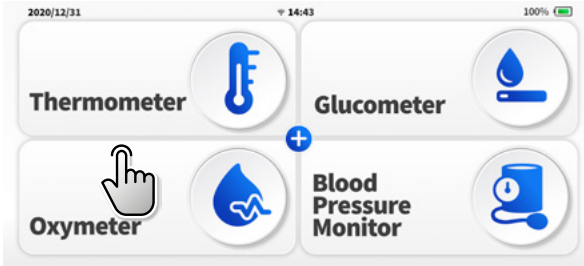 2020/12/31 14:43 100%
Thermometer
Glucometer
Oxymeter
Blood
Pressure
Monitor